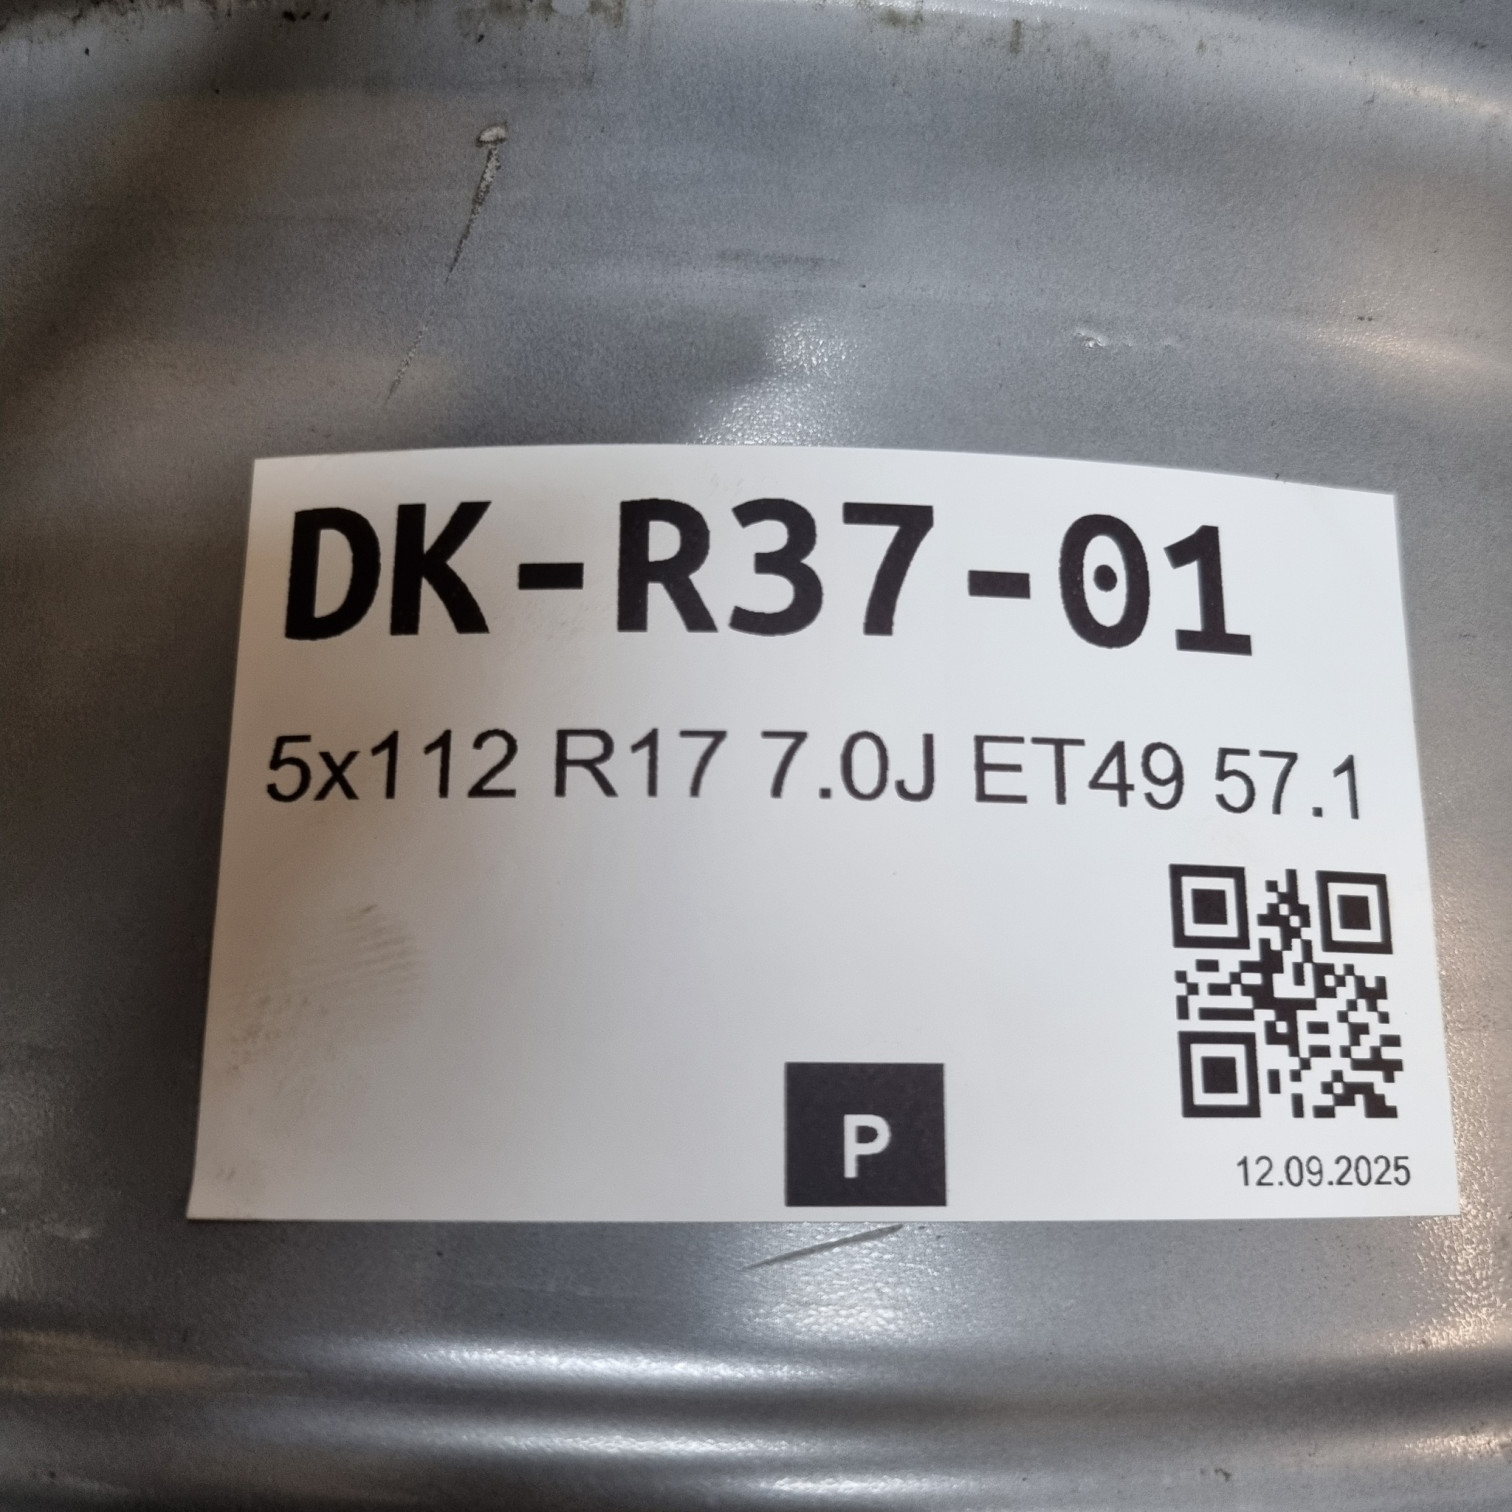 DK-R37-01
5x112 R17 7.0J ET49 57.1
P
12.09.2025